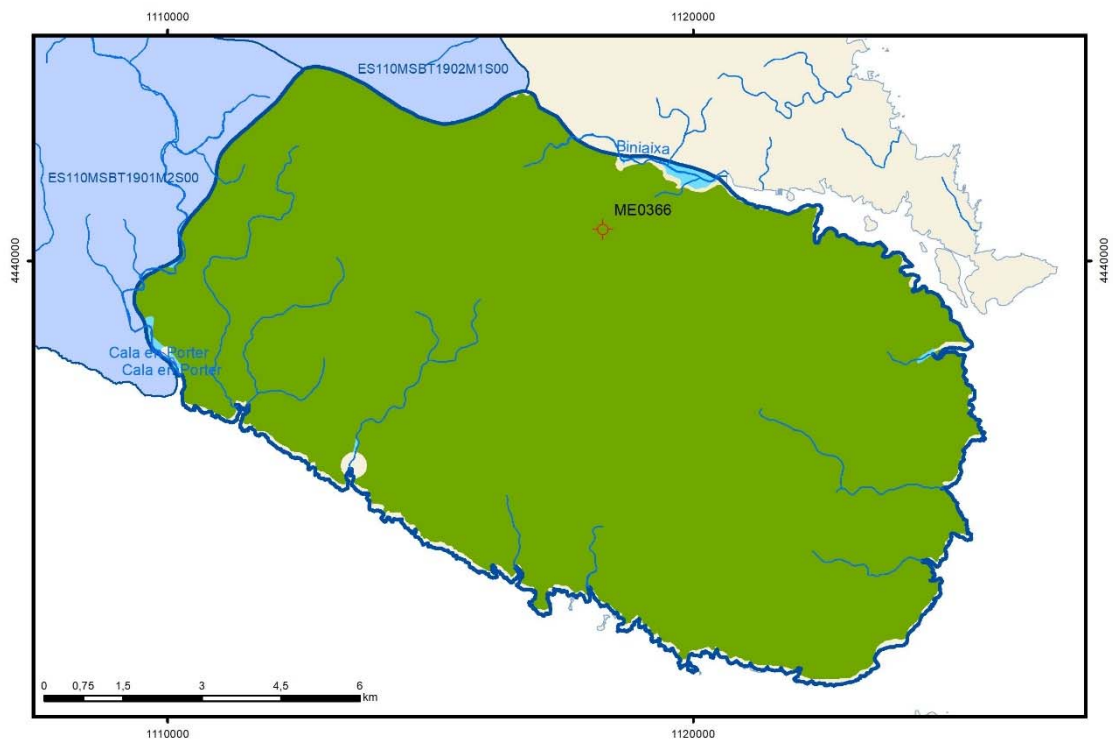 1110000
1120000
ES110MSBT1902M1S00
Biniaixa
ES110MSBT1901M2S00
ME0366
4440000
4440000
Cala en Porter
Cala en Porter
0 0,75 1,5 3 4,5 6
km
1110000
1120000